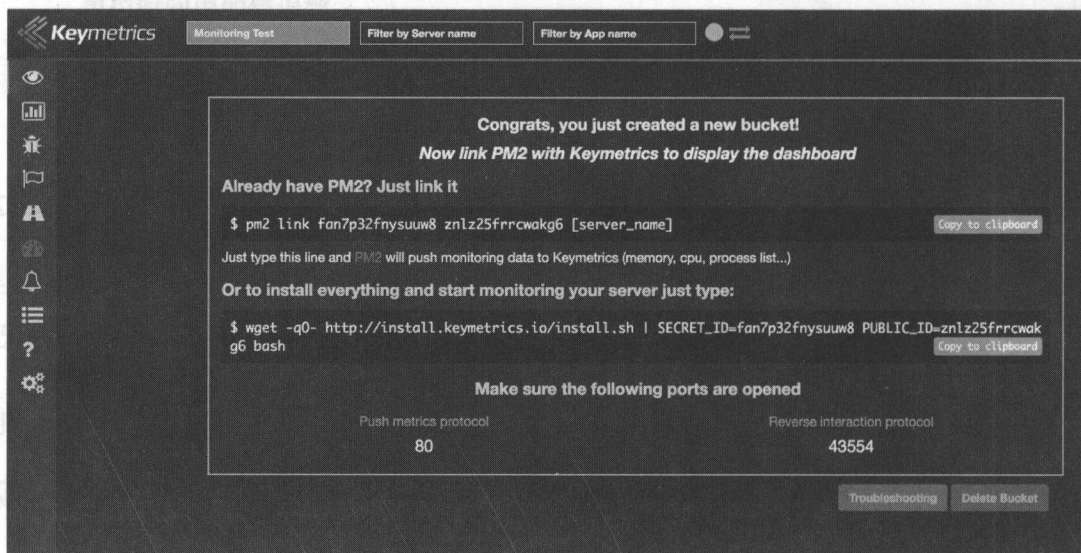 Keymetrics
Monitoring Test
Filter by Server name
Filter by App name
Congrats, you just created a new bucket!
Now link PM2 with Keymetrics to display the dashboard
Already have PM2? Just link it
$ pm2 link fan7p32fnysuuw8 znlz25frrcwakg6 [server_name]
Copy to clipboard
Just type this line and PM2 will push monitoring data to Keymetrics (memory, cpu, process list...)
Or to install everything and start monitoring your server just type:
$ wget -qO- http://install.keymetrics.io/install.sh | SECRET_ID=fan7p32fnysuuw8 PUBLIC_ID=znlz25frrcwak
g6 bash
Copy to clipboard
Make sure the following ports are opened
Push metrics protocol
Reverse interaction protocol
80
43554
?
Troubleshooting
Delete Bucket